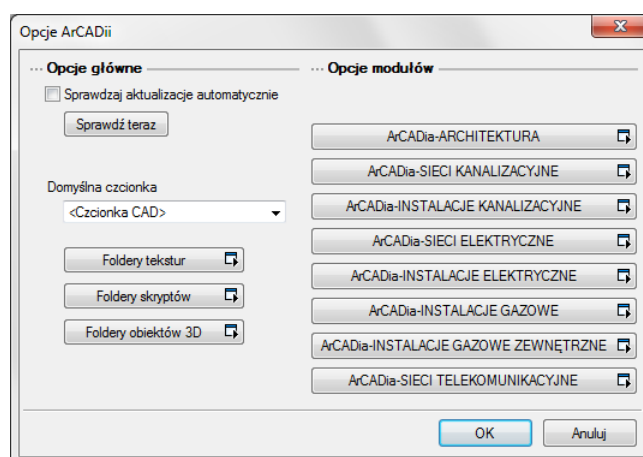 Opcje ArCADii
Opcje główne
Sprawdzaj aktualizacje automatycznie
Sprawdź teraz
Domyślna czcionka
<Czcionka CAD>
Foldery tekstur
Foldery skryptów
Foldery obiektów 3D
Opcje modułów
ArCADia-ARCHITEKTURA
ArCADia-SIECI KANALIZACYJNE
ArCADia-INSTALACJE KANALIZACYJNE
ArCADia-SIECI ELEKTRYCZNE
ArCADia-INSTALACJE ELEKTRYCZNE
ArCADia-INSTALACJE GAZOWE
ArCADia-INSTALACJE GAZOWE ZEWNĘTRZNE
ArCADia-SIECI TELEKOMUNIKACYJNE
OK
Anuluj